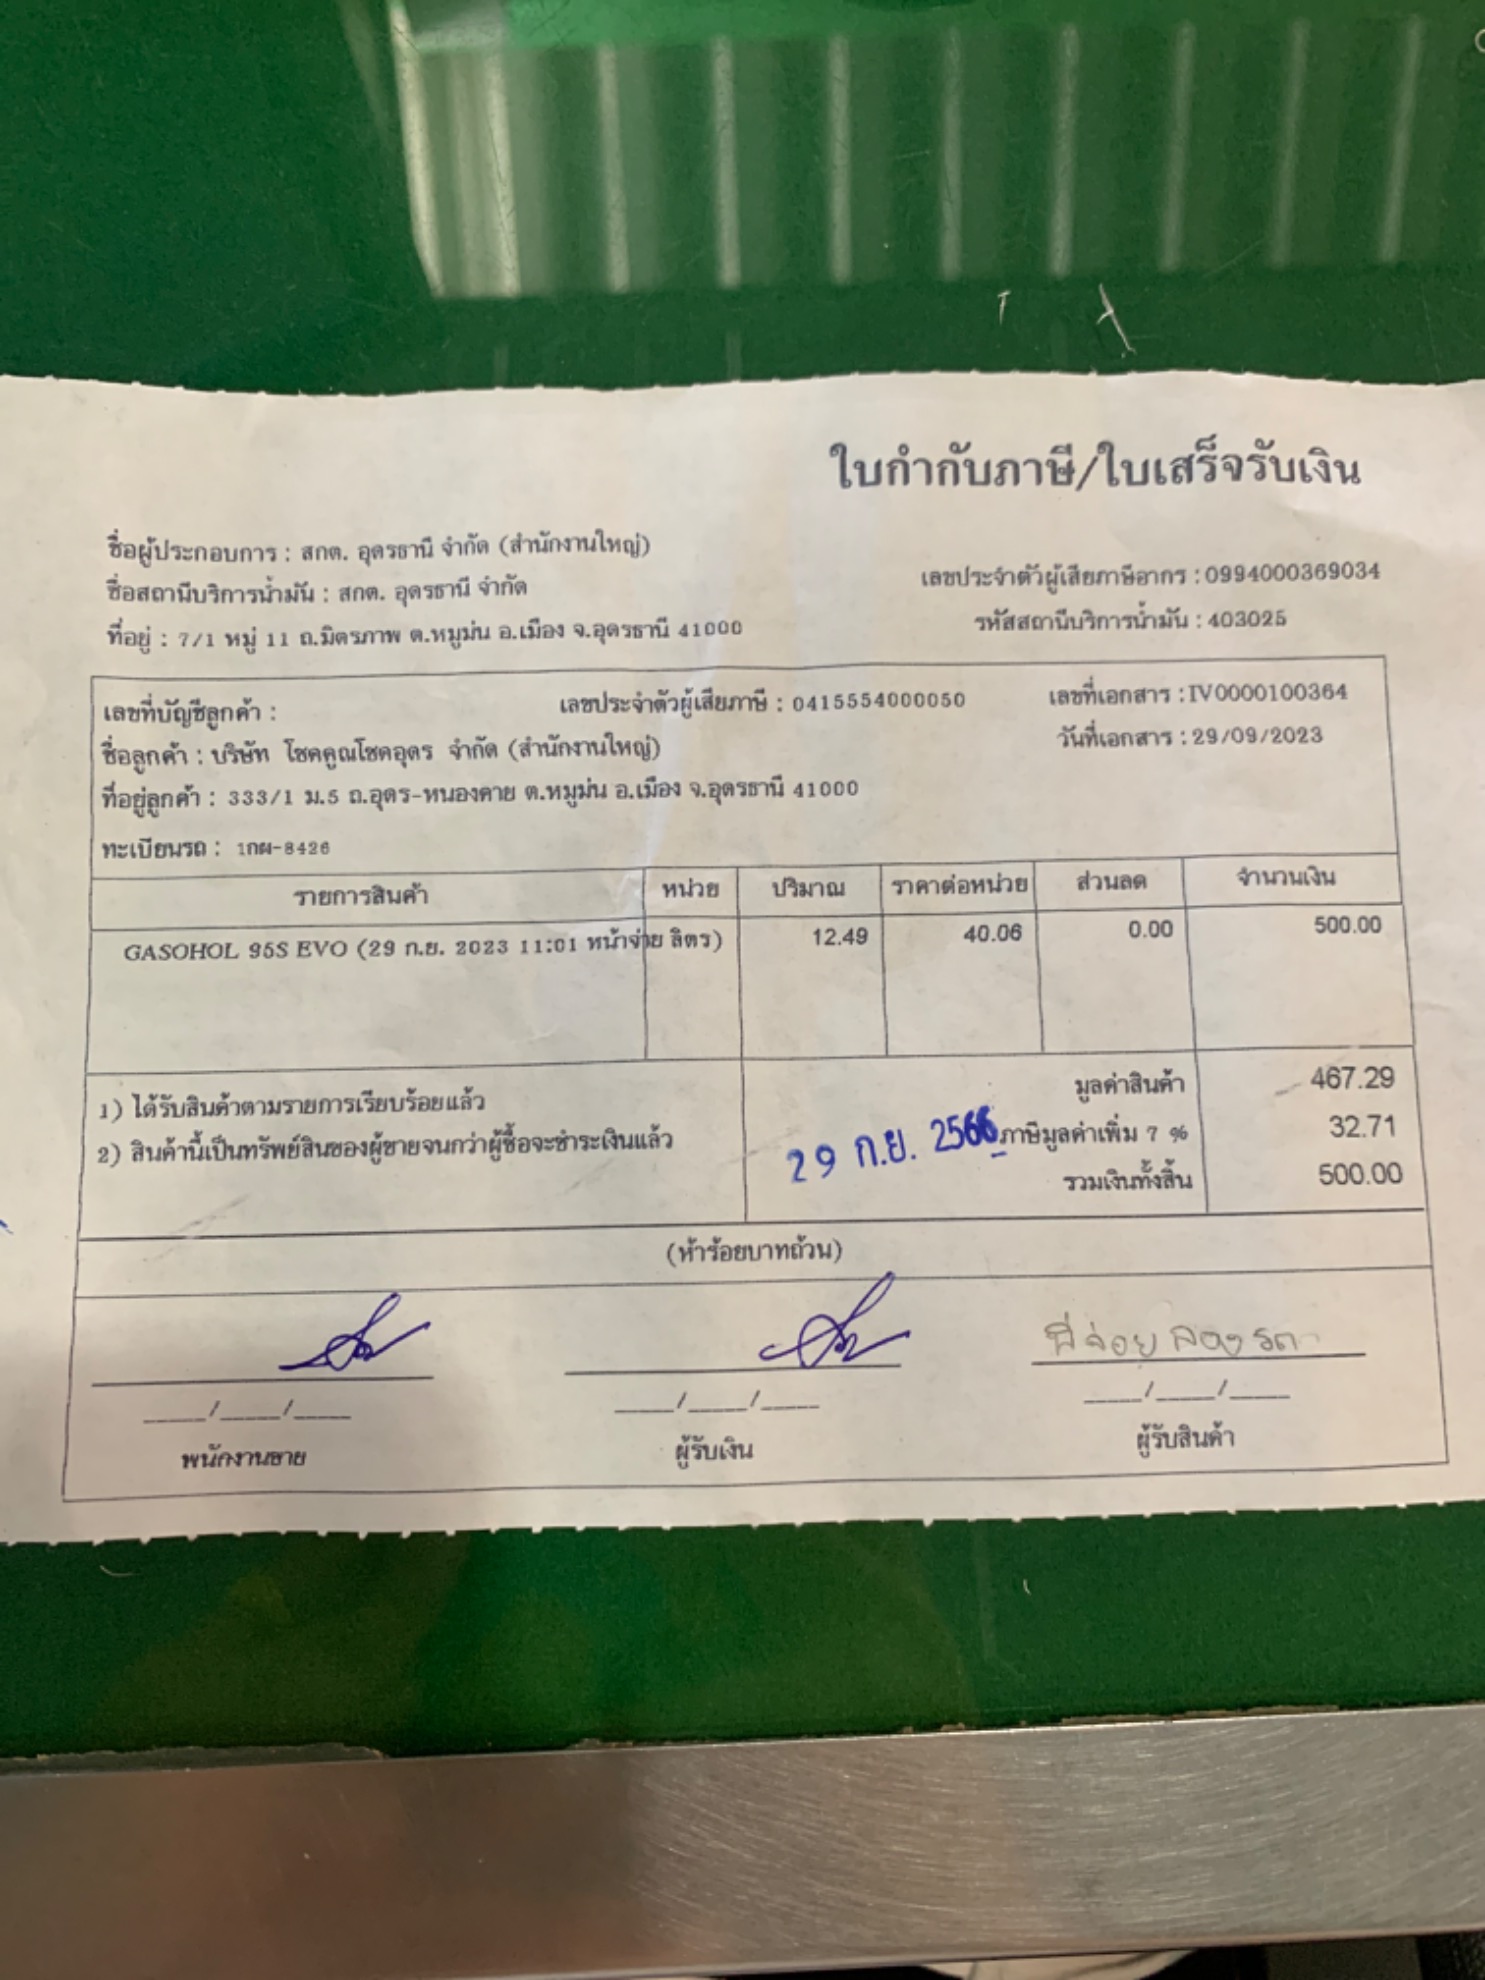 ใบกำกับภาษี/ใบเสร็จรับเงิน
ชื่อผู้ประกอบการ : สกต. อุดรธานี จำกัด (สำนักงานใหญ่)
เลขประจำตัวผู้เสียภาษีอากร : 0994000369034
ชื่อสถานีบริการน้ำมัน : สกต. อุดรธานี จำกัด
รหัสสถานีบริการน้ำมัน : 403025
ที่อยู่ : 7/1 หมู่ 11 ถ.มิตรภาพ ต.หมูม่น อ.เมือง จ.อุดรธานี 41000
เลขที่บัญชีลูกค้า : เลขประจำตัวผู้เสียภาษี : 0415554000050 เลขที่เอกสาร : IV0000100364
ชื่อลูกค้า : บริษัท โชคคูณโชคอุดร จำกัด (สำนักงานใหญ่) วันที่เอกสาร : 29/09/2023
ที่อยู่ลูกค้า : 333/1 ม.5 ถ.อุดร-หนองคาย ต.หมูม่น อ.เมือง จ.อุดรธานี 41000
ทะเบียนรถ : 1กผ-8426
รายการสินค้า หน่วย ปริมาณ ราคาต่อหน่วย ส่วนลด จำนวนเงิน
GASOHOL 95S EVO (29 ก.ย. 2023 11:01 หน้าจ่าย ลิตร) 12.49 40.06 0.00 500.00
1) ได้รับสินค้าตามรายการเรียบร้อยแล้ว
มูลค่าสินค้า 467.29
2) สินค้านี้เป็นทรัพย์สินของผู้ขายจนกว่าผู้ซื้อจะชำระเงินแล้ว
29 ก.ย. 2566 ภาษีมูลค่าเพิ่ม 7 % 32.71
รวมเงินทั้งสิ้น 500.00
(ห้าร้อยบาทถ้วน)
____/____/____ ____/____/____ ____/____/____
พนักงานขาย ผู้รับเงิน ผู้รับสินค้า